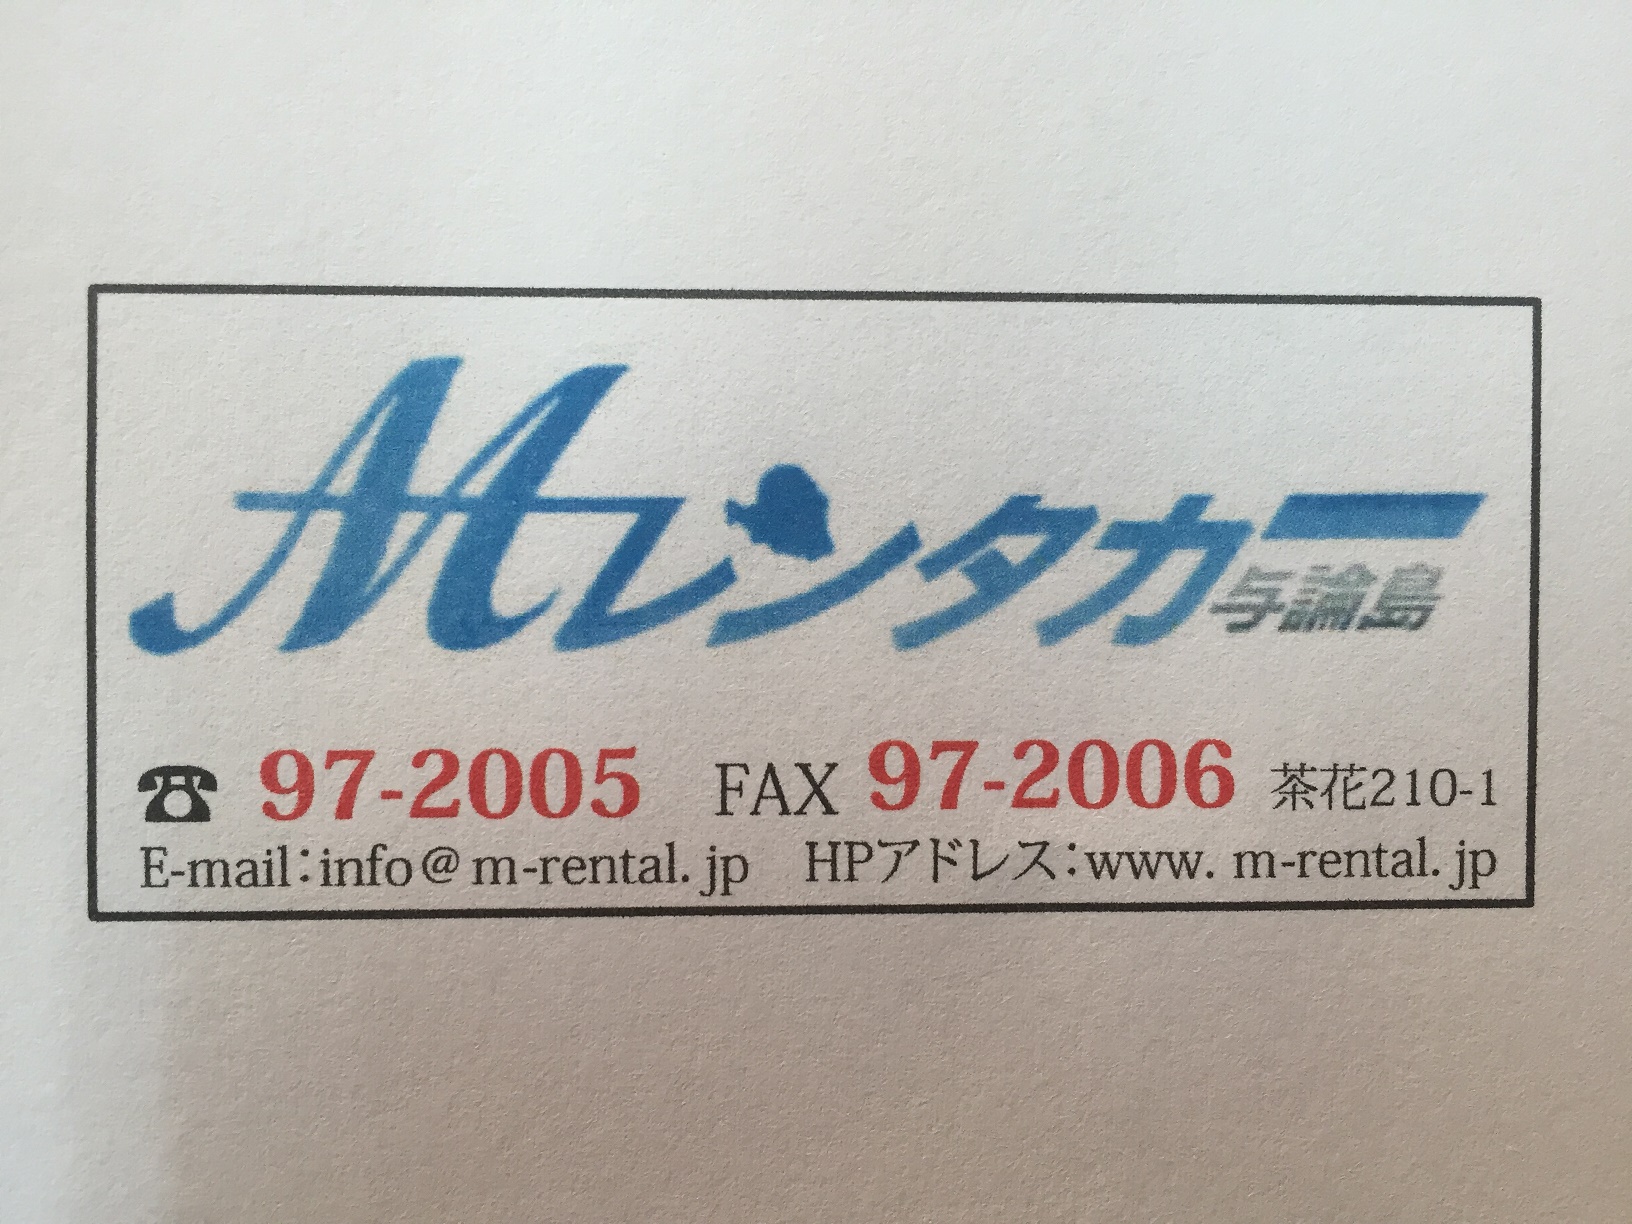 Mレンタカー
与論島
☎ 97-2005 FAX 97-2006 茶花210-1
E-mail：info@m-rental.jp HPアドレス：www.m-rental.jp